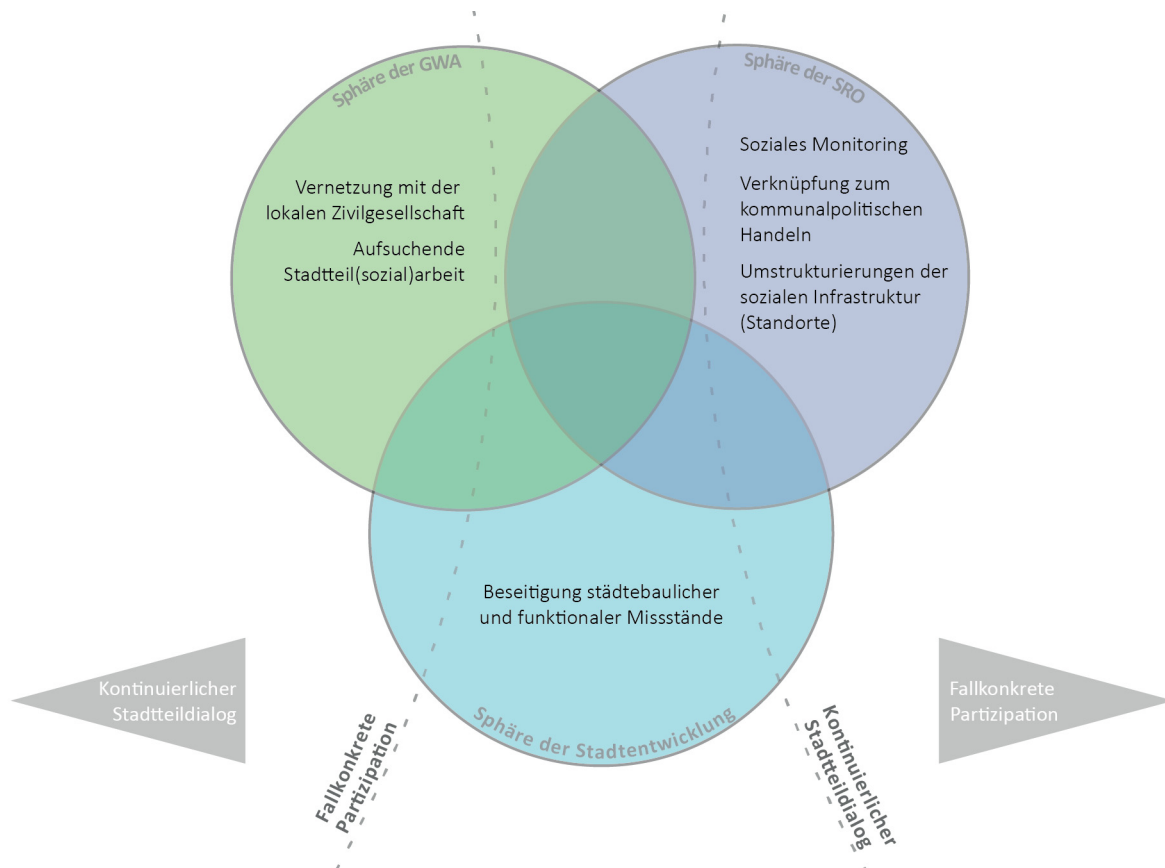 Sphäre der GWA
Sphäre der SRO
Vernetzung mit der
lokalen Zivilgesellschaft
Aufsuchende
Stadtteil(sozial)arbeit
Soziales Monitoring
Verknüpfung zum
kommunalpolitischen
Handeln
Umstrukturierungen der
sozialen Infrastruktur
(Standorte)
Beseitigung städtebaulicher
und funktionaler Missstände
Sphäre der Stadtentwicklung
Kontinuierlicher
Stadtteildialog
Fallkonkrete
Partizipation
Kontinuierlicher
Stadtteildialog
Fallkonkrete
Partizipation